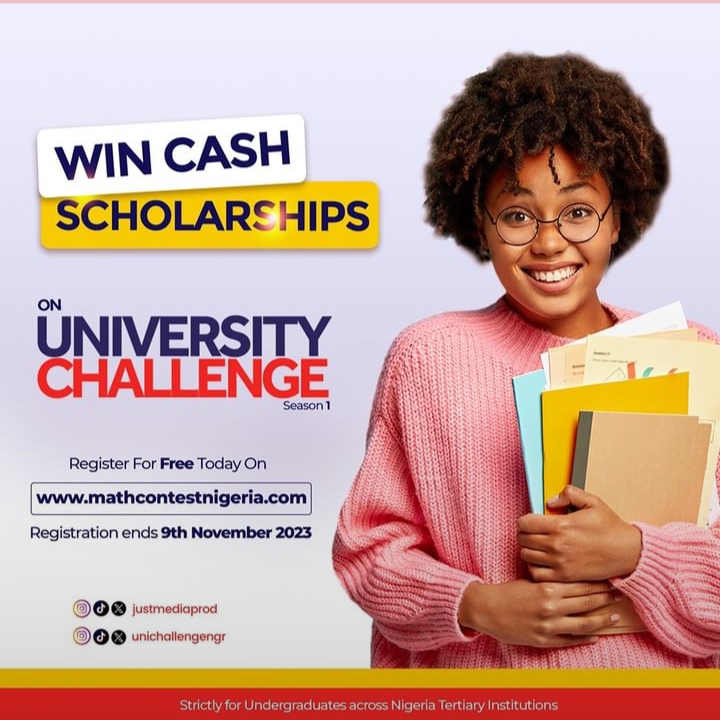 WIN CASH
SCHOLARSHIPS
ON
UNIVERSITY
CHALLENGE
Season 1
Register For Free Today On
www.mathcontestnigeria.com
Registration ends 9th November 2023
justmediaprod
unichallengengr
Strictly for Undergraduates across Nigeria Tertiary Institutions